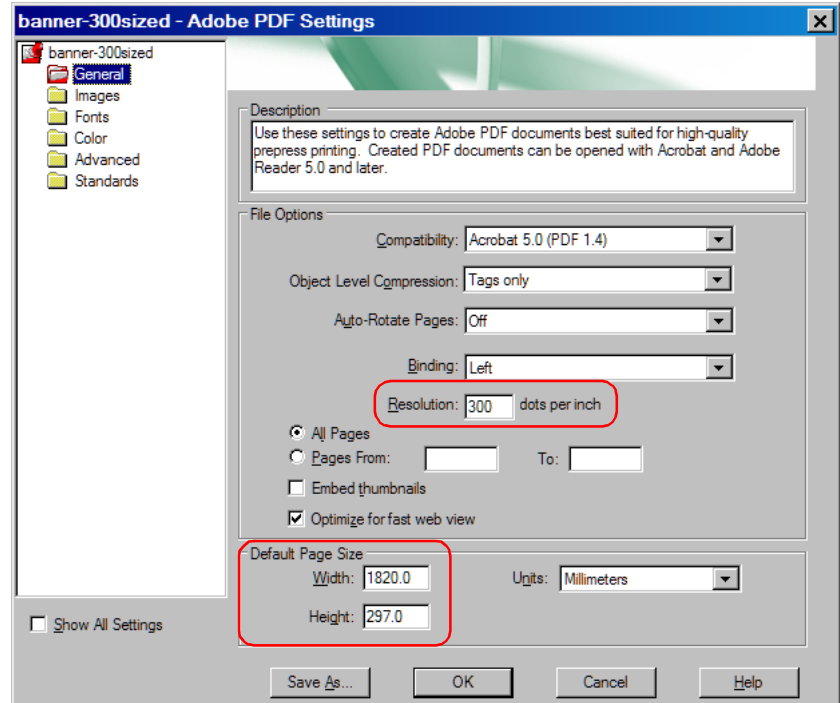 banner-300sized - Adobe PDF Settings
banner-300sized
General
Images
Fonts
Color
Advanced
Standards
Show All Settings
Description
Use these settings to create Adobe PDF documents best suited for high-quality
prepress printing. Created PDF documents can be opened with Acrobat and Adobe
Reader 5.0 and later.
File Options
Compatibility: Acrobat 5.0 (PDF 1.4)
Object Level Compression: Tags only
Auto-Rotate Pages: Off
Binding: Left
Resolution: 300 dots per inch
All Pages
Pages From: To:
Embed thumbnails
Optimize for fast web view
Default Page Size
Width: 1820.0 Units: Millimeters
Height: 297.0
Save As... OK Cancel Help